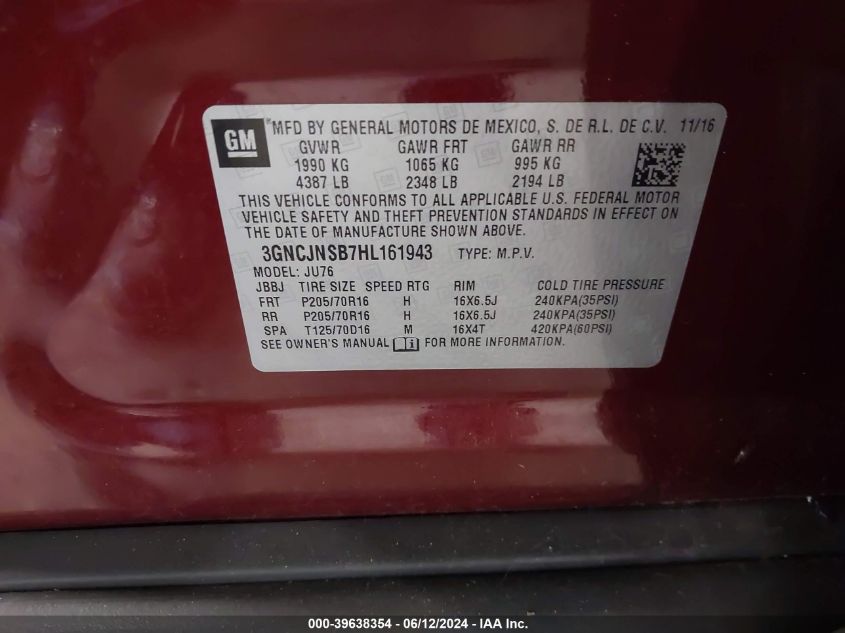 GM
*MFD BY GENERAL MOTORS DE MEXICO, S. DE R.L. DE C.V. 11/16
GVWR GAWR FRT GAWR RR
1990 KG 1065 KG 995 KG
4387 LB 2348 LB 2194 LB
THIS VEHICLE CONFORMS TO ALL APPLICABLE U.S. FEDERAL MOTOR
VEHICLE SAFETY AND THEFT PREVENTION STANDARDS IN EFFECT ON
THE DATE OF MANUFACTURE SHOWN ABOVE.
3GNCJNSB7HL161943 TYPE: M.P.V.
MODEL: JU76
JBBJ TIRE SIZE SPEED RTG RIM COLD TIRE PRESSURE
FRT P205/70R16 H 16X6.5J 240KPA(35PSI)
RR P205/70R16 H 16X6.5J 240KPA(35PSI)
SPA T125/70D16 M 16X4T 420KPA(60PSI)
SEE OWNER'S MANUAL i FOR MORE INFORMATION.
000-39638354 - 06/12/2024 - IAA Inc.